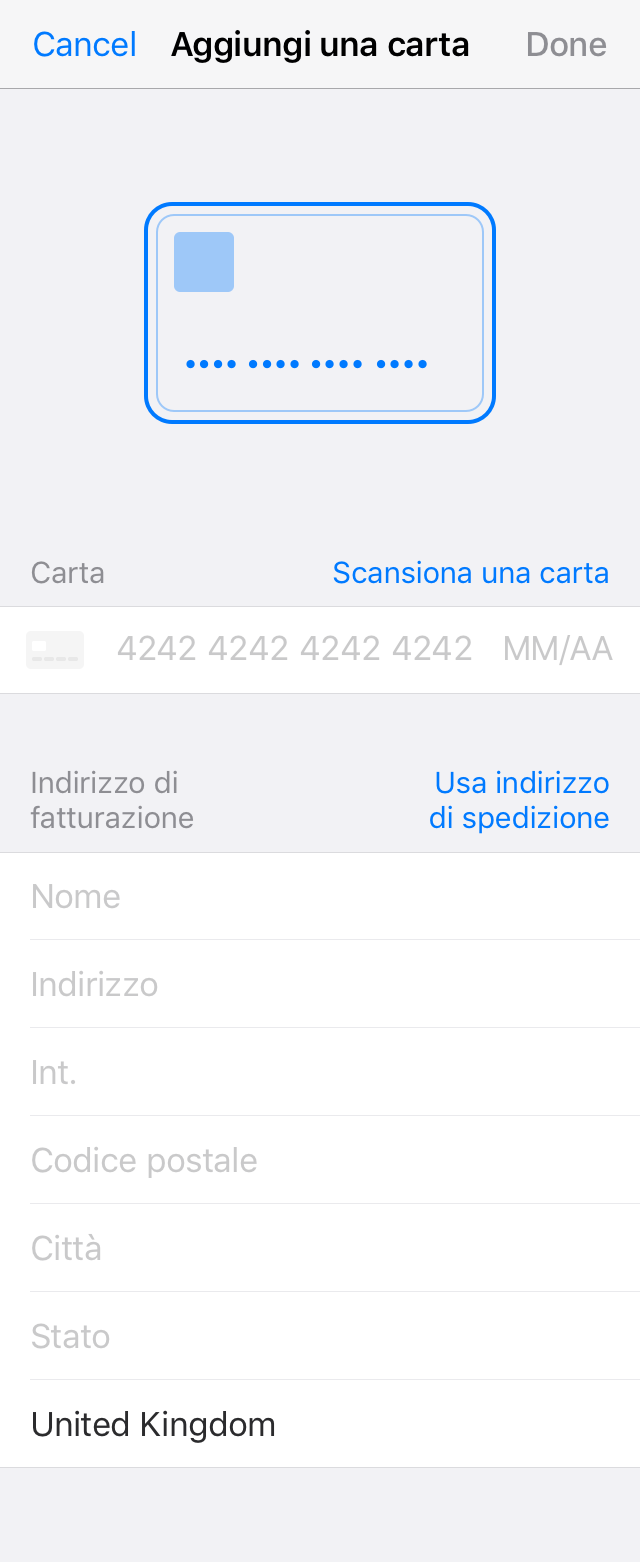 Cancel Aggiungi una carta Done
•••• •••• •••• ••••
Carta Scansiona una carta
4242 4242 4242 4242 MM/AA
Indirizzo di fatturazione
Usa indirizzo di spedizione
Nome
Indirizzo
Int.
Codice postale
Città
Stato
United Kingdom